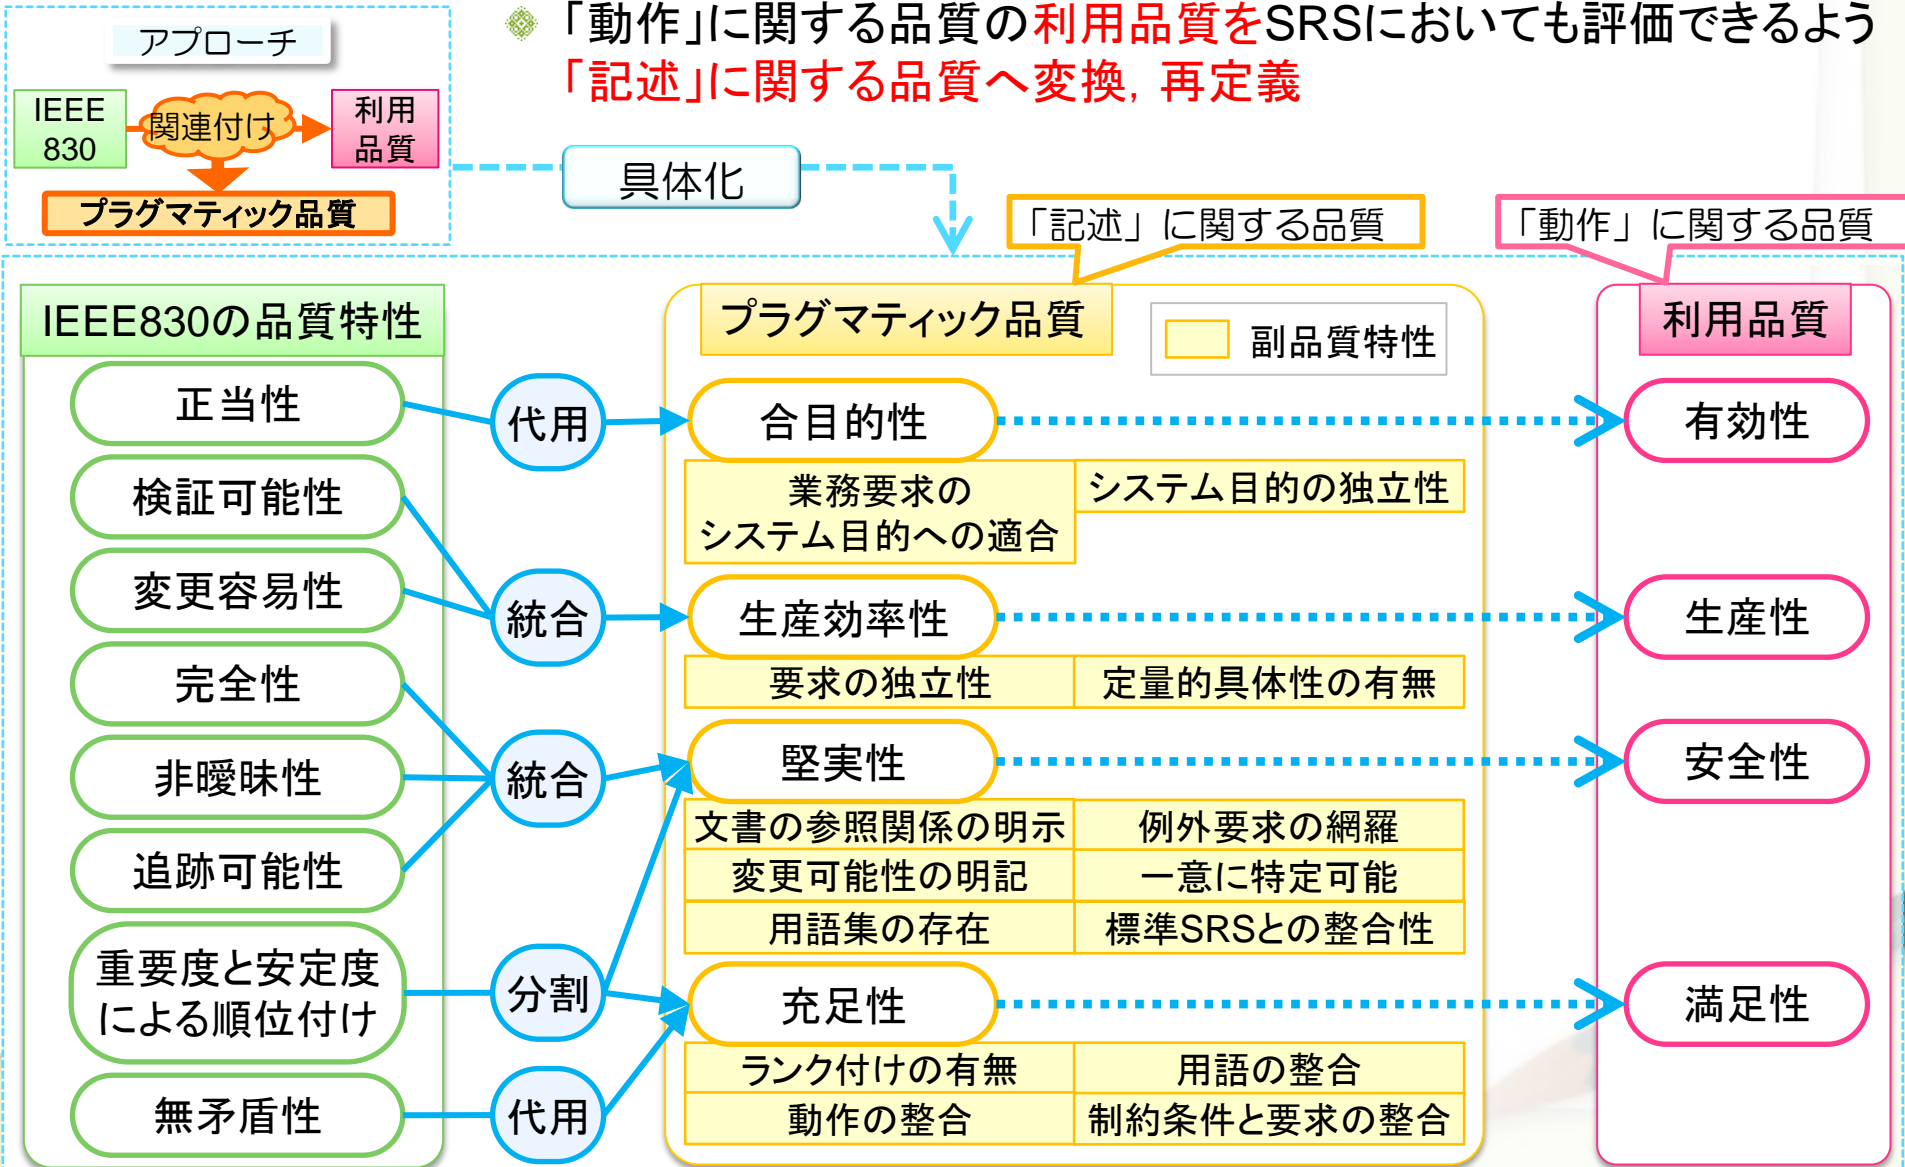 アプローチ
IEEE
830
関連付け
利用
品質
プラグマティック品質
「動作」に関する品質の利用品質をSRSにおいても評価できるよう
「記述」に関する品質へ変換, 再定義
具体化
「記述」に関する品質
「動作」に関する品質
IEEE830の品質特性
正当性
検証可能性
変更容易性
完全性
非曖昧性
追跡可能性
重要度と安定度
による順位付け
無矛盾性
代用
統合
統合
分割
代用
プラグマティック品質
副品質特性
合目的性
業務要求の
システム目的への適合
システム目的の独立性
生産効率性
要求の独立性
定量的具体性の有無
堅実性
文書の参照関係の明示
例外要求の網羅
変更可能性の明記
一意に特定可能
用語集の存在
標準SRSとの整合性
充足性
ランク付けの有無
用語の整合
動作の整合
制約条件と要求の整合
利用品質
有効性
生産性
安全性
満足性